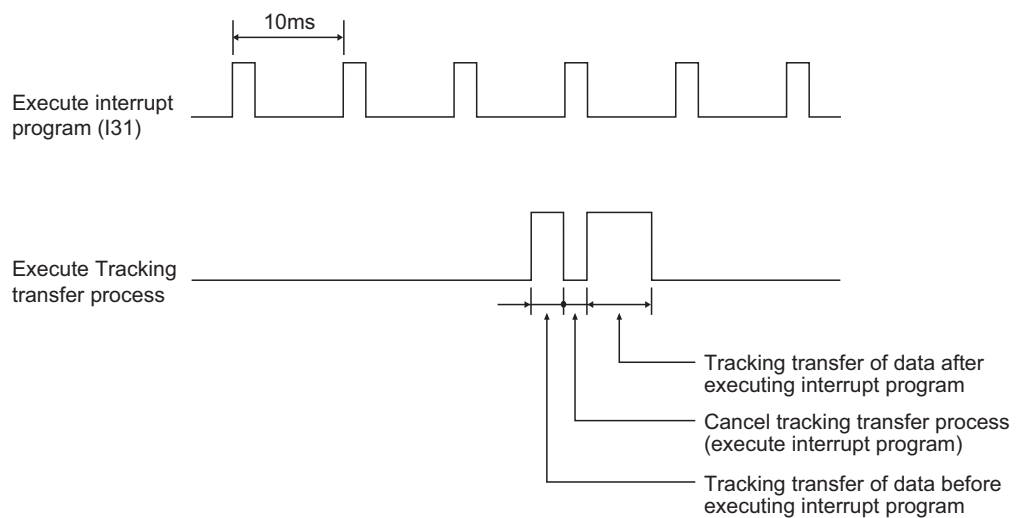 10ms
Execute interrupt
program (I31)
Execute Tracking
transfer process
Tracking transfer of data after
executing interrupt program
Cancel tracking transfer process
(execute interrupt program)
Tracking transfer of data before
executing interrupt program